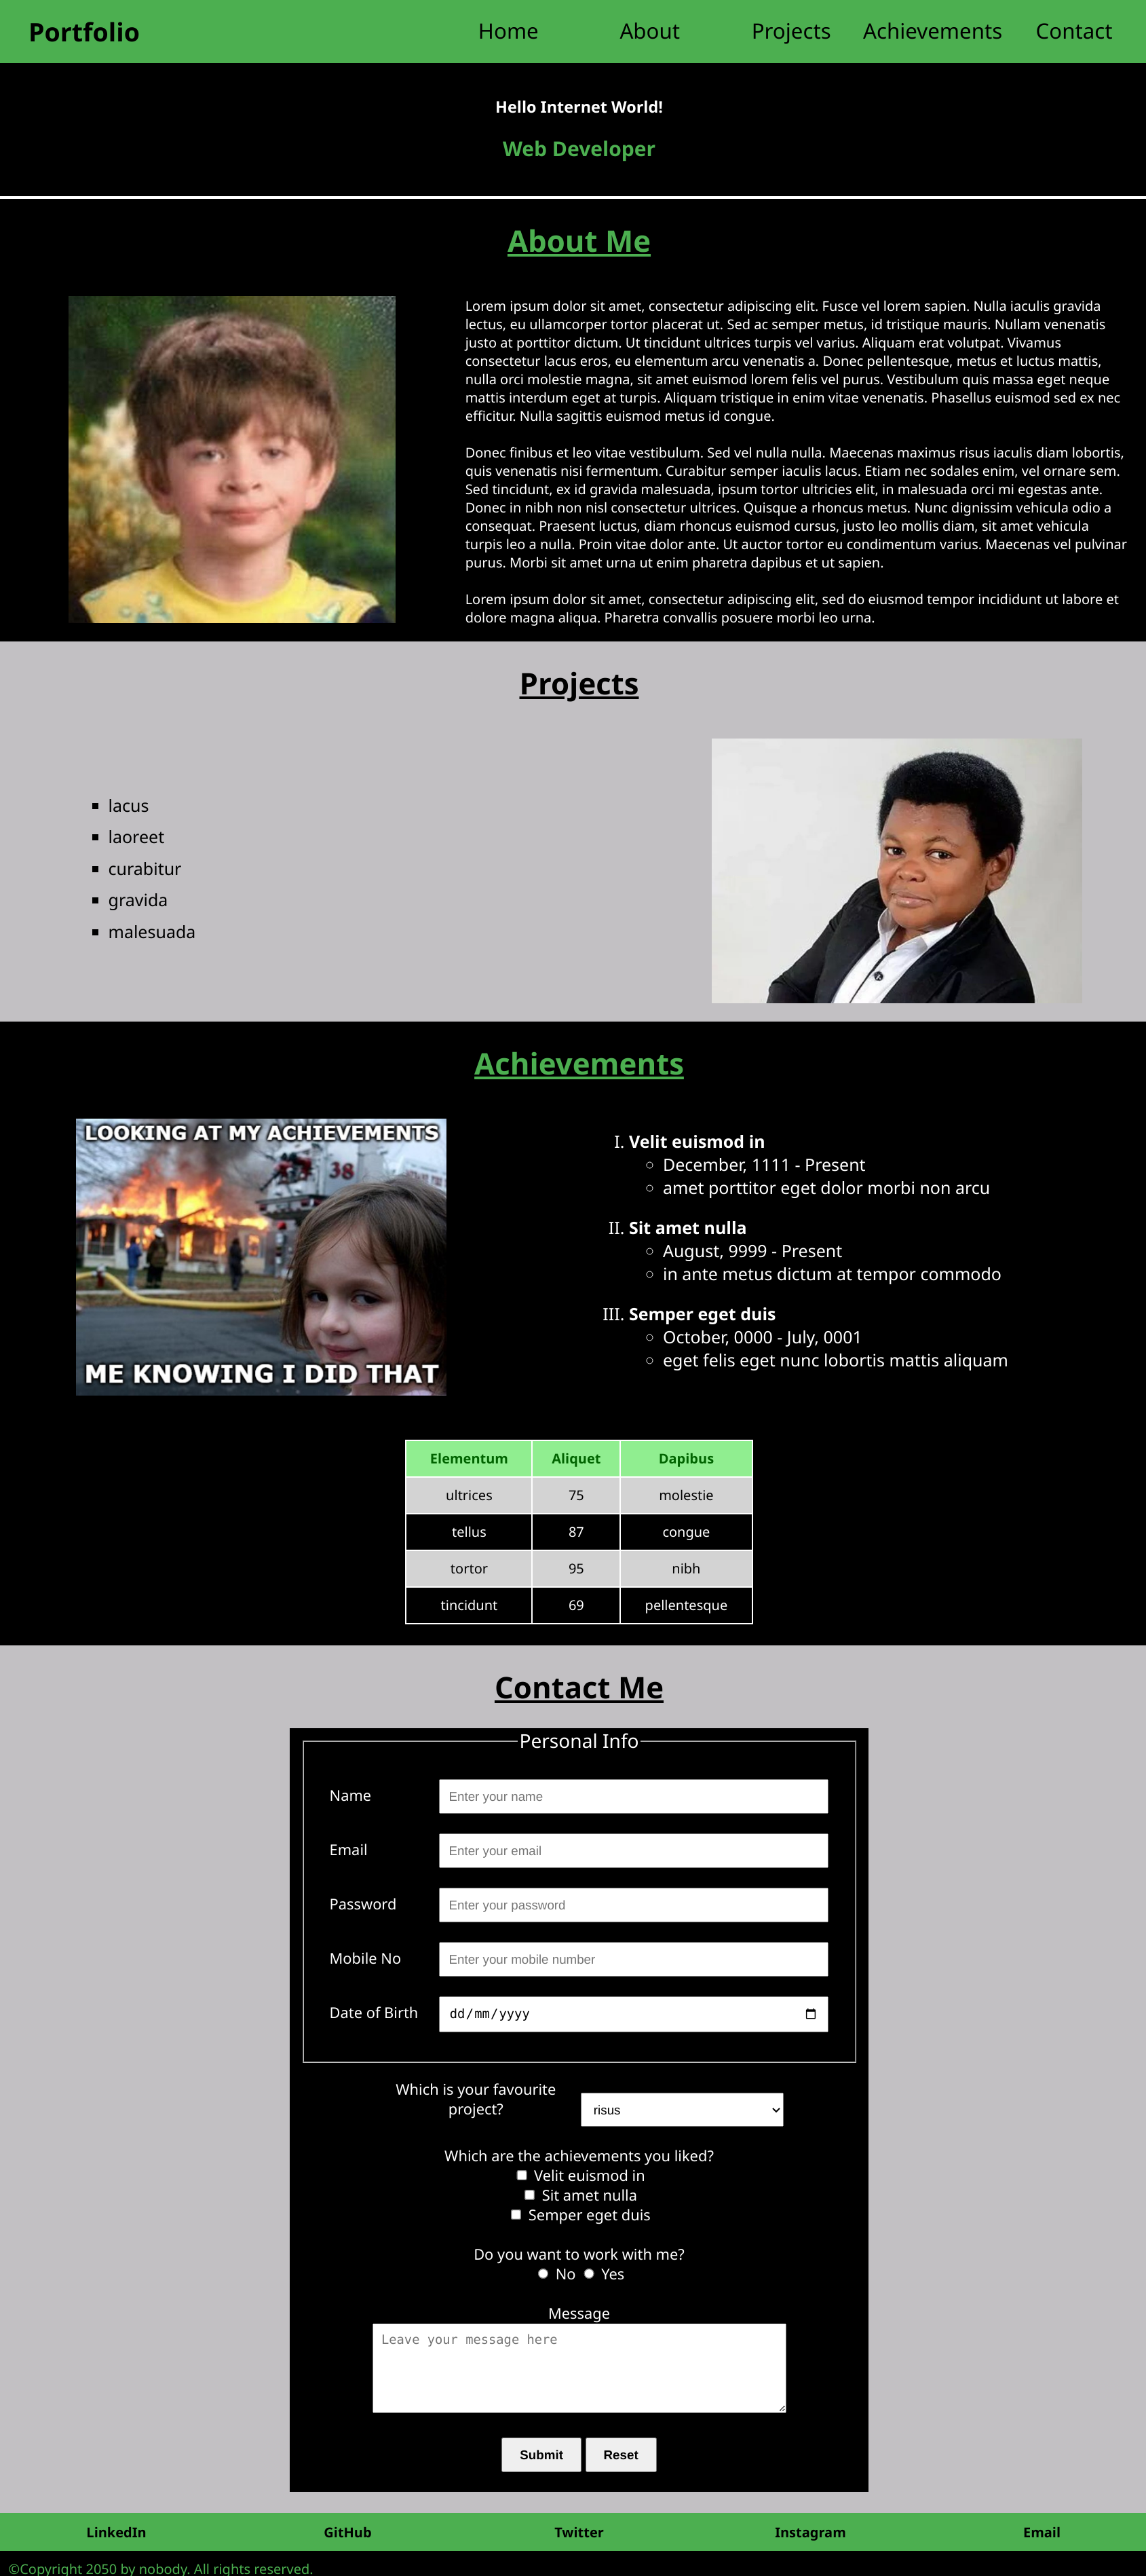 Portfolio
Home About Projects Achievements Contact
Hello Internet World!
Web Developer
About Me
Lorem ipsum dolor sit amet, consectetur adipiscing elit. Fusce vel lorem sapien. Nulla iaculis gravida
lectus, eu ullamcorper tortor placerat ut. Sed ac semper metus, id tristique mauris. Nullam venenatis
justo at porttitor dictum. Ut tincidunt ultrices turpis vel varius. Aliquam erat volutpat. Vivamus
consectetur lacus eros, eu elementum arcu venenatis a. Donec pellentesque, metus et luctus mattis,
nulla orci molestie magna, sit amet euismod lorem felis vel purus. Vestibulum quis massa eget neque
mattis interdum eget at turpis. Aliquam tristique in enim vitae venenatis. Phasellus euismod sed ex nec
efficitur. Nulla sagittis euismod metus id congue.
Donec finibus et leo vitae vestibulum. Sed vel nulla nulla. Maecenas maximus risus iaculis diam lobortis,
quis venenatis nisi fermentum. Curabitur semper iaculis lacus. Etiam nec sodales enim, vel ornare sem.
Sed tincidunt, ex id gravida malesuada, ipsum tortor ultricies elit, in malesuada orci mi egestas ante.
Donec in nibh non nisl consectetur ultrices. Quisque a rhoncus metus. Nunc dignissim vehicula odio a
consequat. Praesent luctus, diam rhoncus euismod cursus, justo leo mollis diam, sit amet vehicula
turpis leo a nulla. Proin vitae dolor ante. Ut auctor tortor eu condimentum varius. Maecenas vel pulvinar
purus. Morbi sit amet urna ut enim pharetra dapibus et ut sapien.
Lorem ipsum dolor sit amet, consectetur adipiscing elit, sed do eiusmod tempor incididunt ut labore et
dolore magna aliqua. Pharetra convallis posuere morbi leo urna.
Projects
lacus
laoreet
curabitur
gravida
malesuada
Achievements
LOOKING AT MY ACHIEVEMENTS
38
ME KNOWING I DID THAT
I. Velit euismod in
December, 1111 - Present
amet porttitor eget dolor morbi non arcu
II. Sit amet nulla
August, 9999 - Present
in ante metus dictum at tempor commodo
III. Semper eget duis
October, 0000 - July, 0001
eget felis eget nunc lobortis mattis aliquam
Elementum Aliquet Dapibus
ultrices 75 molestie
tellus 87 congue
tortor 95 nibh
tincidunt 69 pellentesque
Contact Me
Personal Info
Name Enter your name
Email Enter your email
Password Enter your password
Mobile No Enter your mobile number
Date of Birth dd/mm/yyyy
Which is your favourite
project?
risus
Which are the achievements you liked?
Velit euismod in
Sit amet nulla
Semper eget duis
Do you want to work with me?
No Yes
Message
Leave your message here
Submit Reset
LinkedIn GitHub Twitter Instagram Email
©Copyright 2050 by nobody. All rights reserved.